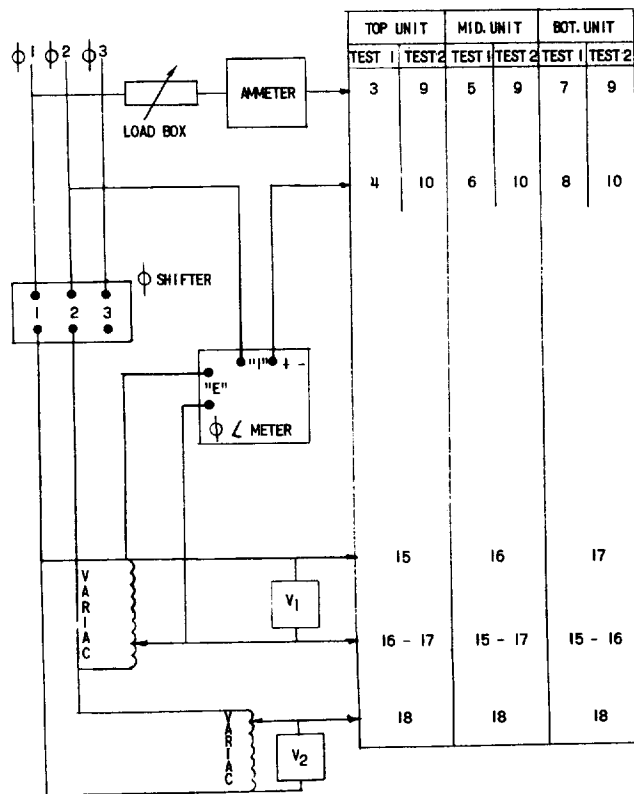 TOP UNIT MID. UNIT BOT. UNIT
TEST 1 TEST 2 TEST 1 TEST 2 TEST 1 TEST 2
ϕ1 ϕ2 ϕ3
AMMETER 3 9 5 9 7 9
LOAD BOX
4 10 6 10 8 10
ϕ SHIFTER
1 2 3
"I" + -
"E"
ϕ ∠ METER
15 16 17
VARIAC
V1
16 - 17 15 - 17 15 - 16
18 18 18
VARIAC
V2